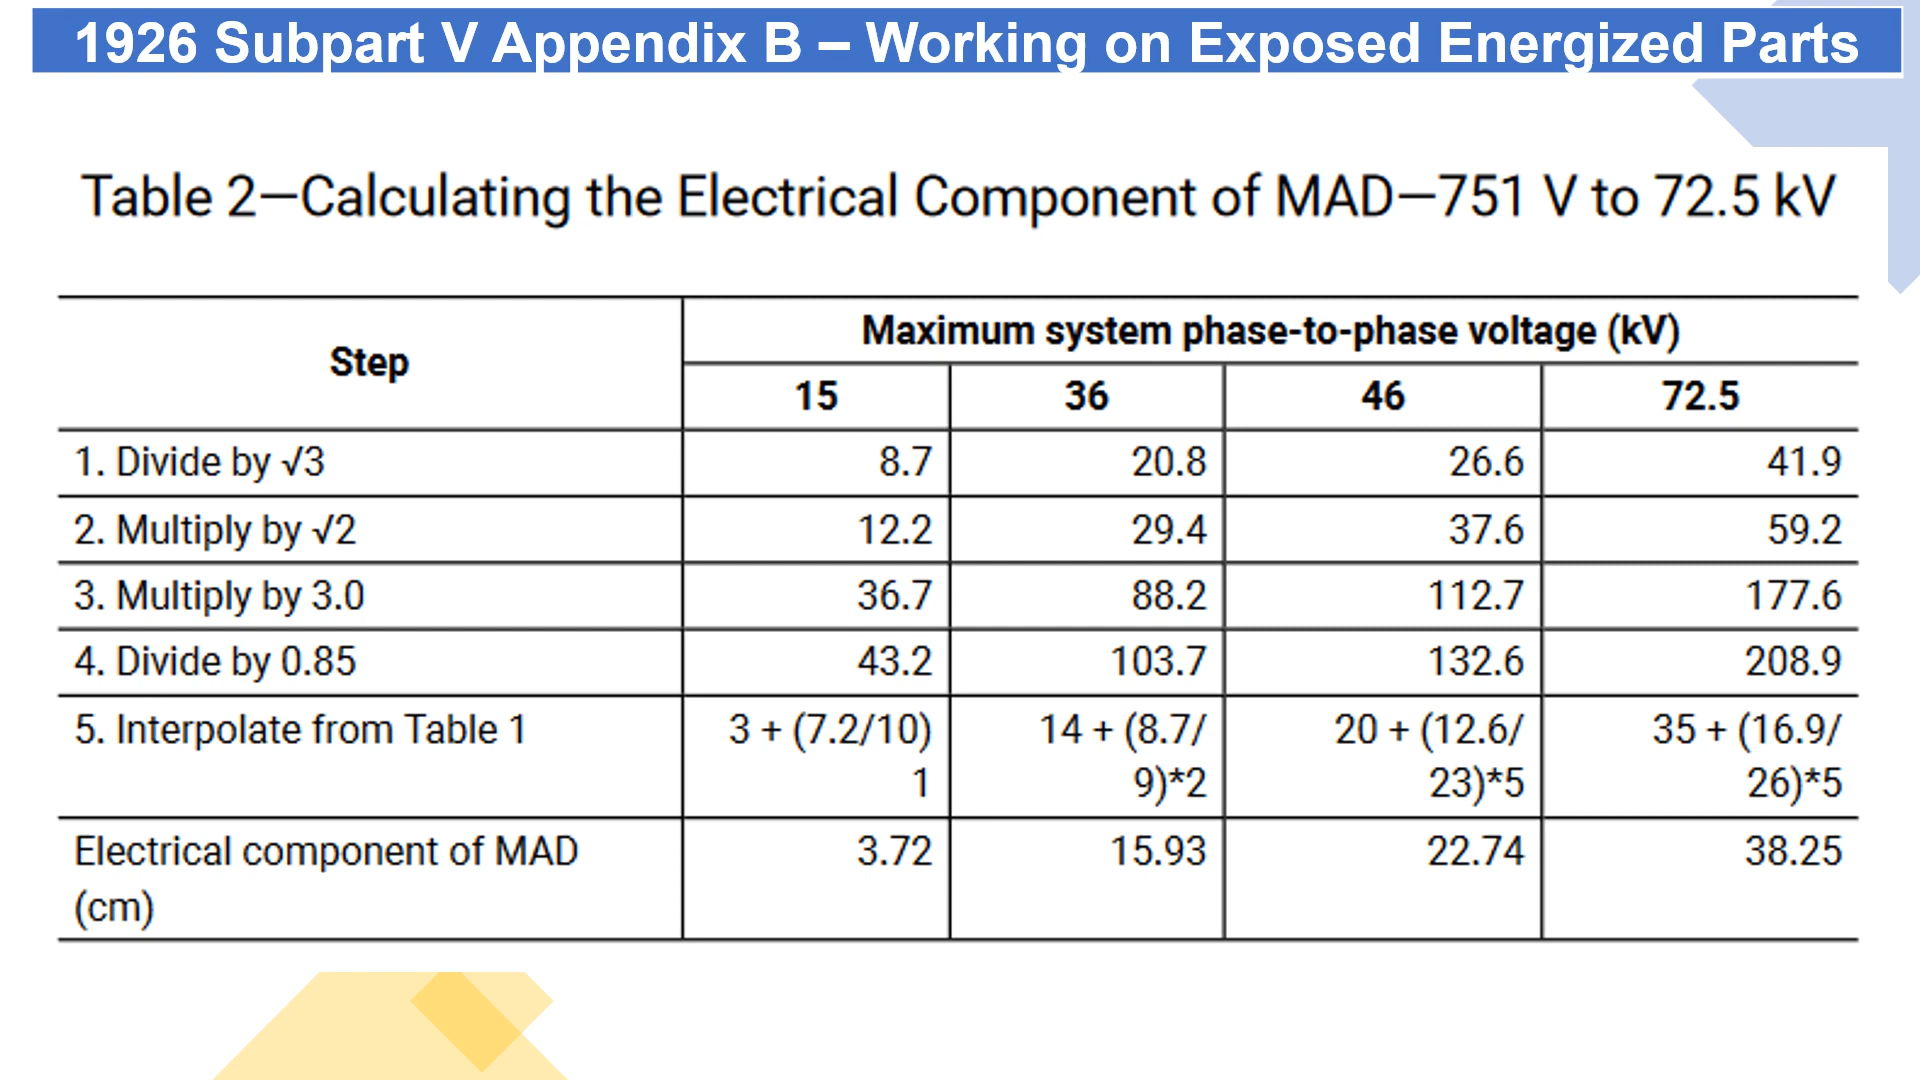 1926 Subpart V Appendix B – Working on Exposed Energized Parts
Table 2—Calculating the Electrical Component of MAD—751 V to 72.5 kV
Step
Maximum system phase-to-phase voltage (kV)
15 36 46 72.5
1. Divide by √3 8.7 20.8 26.6 41.9
2. Multiply by √2 12.2 29.4 37.6 59.2
3. Multiply by 3.0 36.7 88.2 112.7 177.6
4. Divide by 0.85 43.2 103.7 132.6 208.9
5. Interpolate from Table 1 3 + (7.2/10) 14 + (8.7/ 20 + (12.6/ 35 + (16.9/
1 9)*2 23)*5 26)*5
Electrical component of MAD 3.72 15.93 22.74 38.25
(cm)